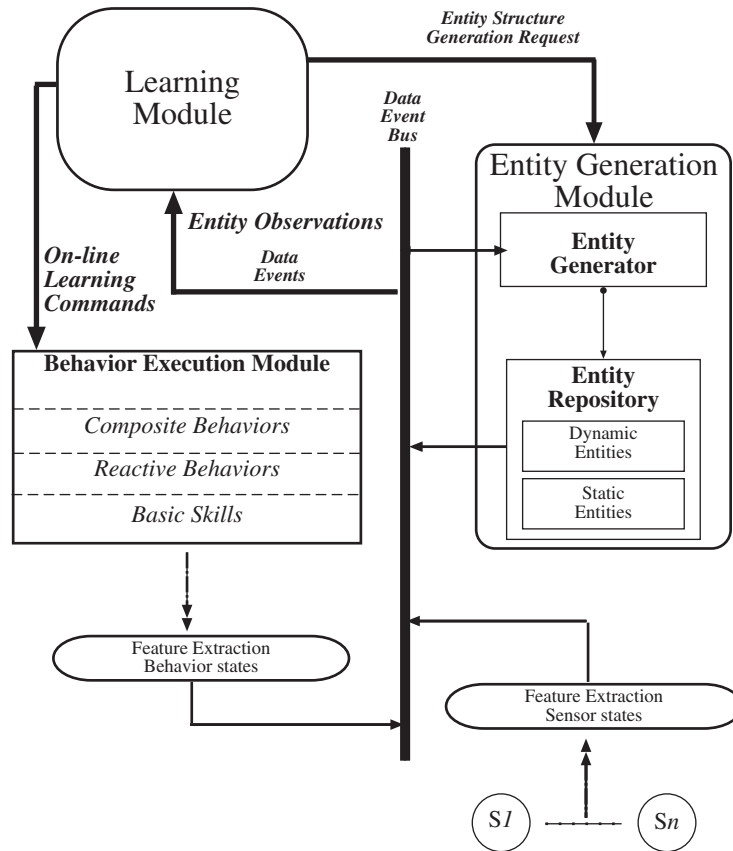 Entity Structure
Generation Request
Learning
Module
Data
Event
Bus
Entity Generation
Module
Entity Observations
Data
Events
On-line
Learning
Commands
Entity
Generator
Behavior Execution Module
Composite Behaviors
Reactive Behaviors
Basic Skills
Entity
Repository
Dynamic
Entities
Static
Entities
Feature Extraction
Behavior states
Feature Extraction
Sensor states
S1
Sn